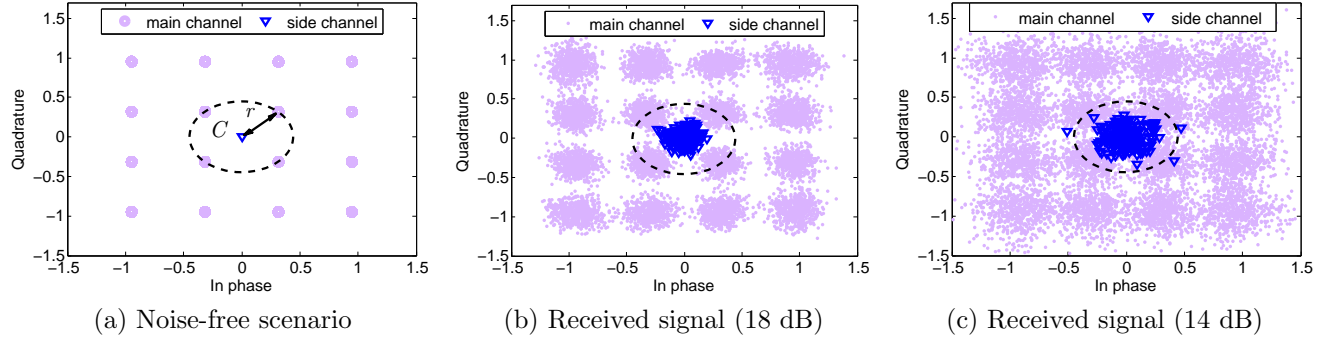 main channel side channel
1.5
1
0.5
0
−0.5
−1
−1.5
Quadrature
C
r
−1.5 −1 −0.5 0 0.5 1 1.5
In phase
(a) Noise-free scenario
main channel side channel
1.5
1
0.5
0
−0.5
−1
−1.5
Quadrature
−1.5 −1 −0.5 0 0.5 1 1.5
In phase
(b) Received signal (18 dB)
main channel side channel
1.5
1
0.5
0
−0.5
−1
−1.5
Quadrature
−1.5 −1 −0.5 0 0.5 1 1.5
In phase
(c) Received signal (14 dB)